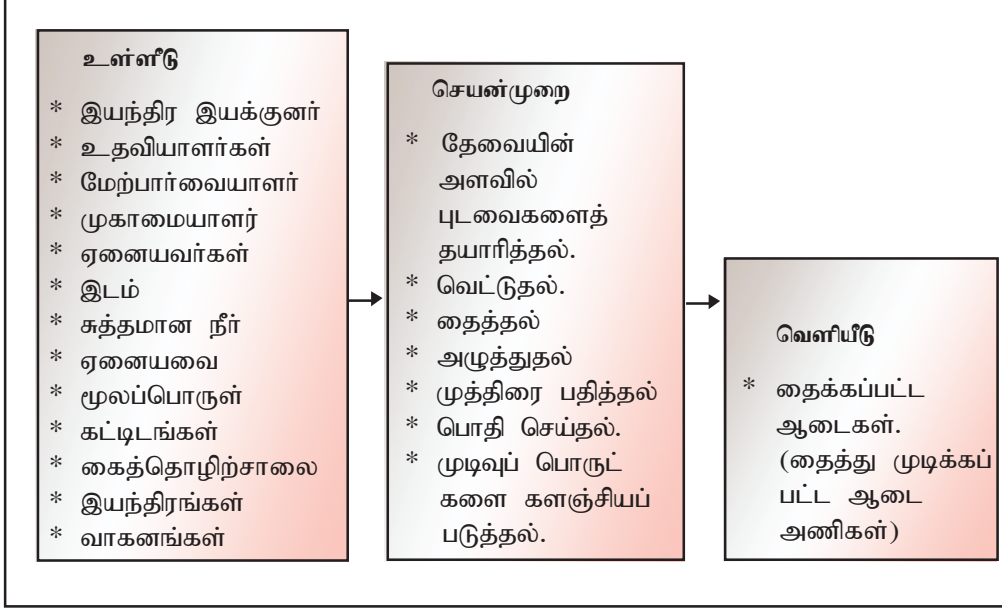 உள்ளீடு
* இயந்திர இயக்குனர்
* உதவியாளர்கள்
* மேற்பார்வையாளர்
* முகாமையாளர்
* ஏனையவர்கள்
* இடம்
* சுத்தமான நீர்
* ஏனையவை
* மூலப்பொருள்
* கட்டிடங்கள்
* கைத்தொழிற்சாலை
* இயந்திரங்கள்
* வாகனங்கள்
செயன்முறை
* தேவையின்
அளவில்
புடவைகளைத்
தயாரித்தல்.
* வெட்டுதல்.
* தைத்தல்
* அழுத்துதல்
* முத்திரை பதித்தல்
* பொதி செய்தல்.
* முடிவுப் பொருட்
களை களஞ்சியப்
படுத்தல்.
வெளியீடு
* தைக்கப்பட்ட
ஆடைகள்.
(தைத்து முடிக்கப்
பட்ட ஆடை
அணிகள்)